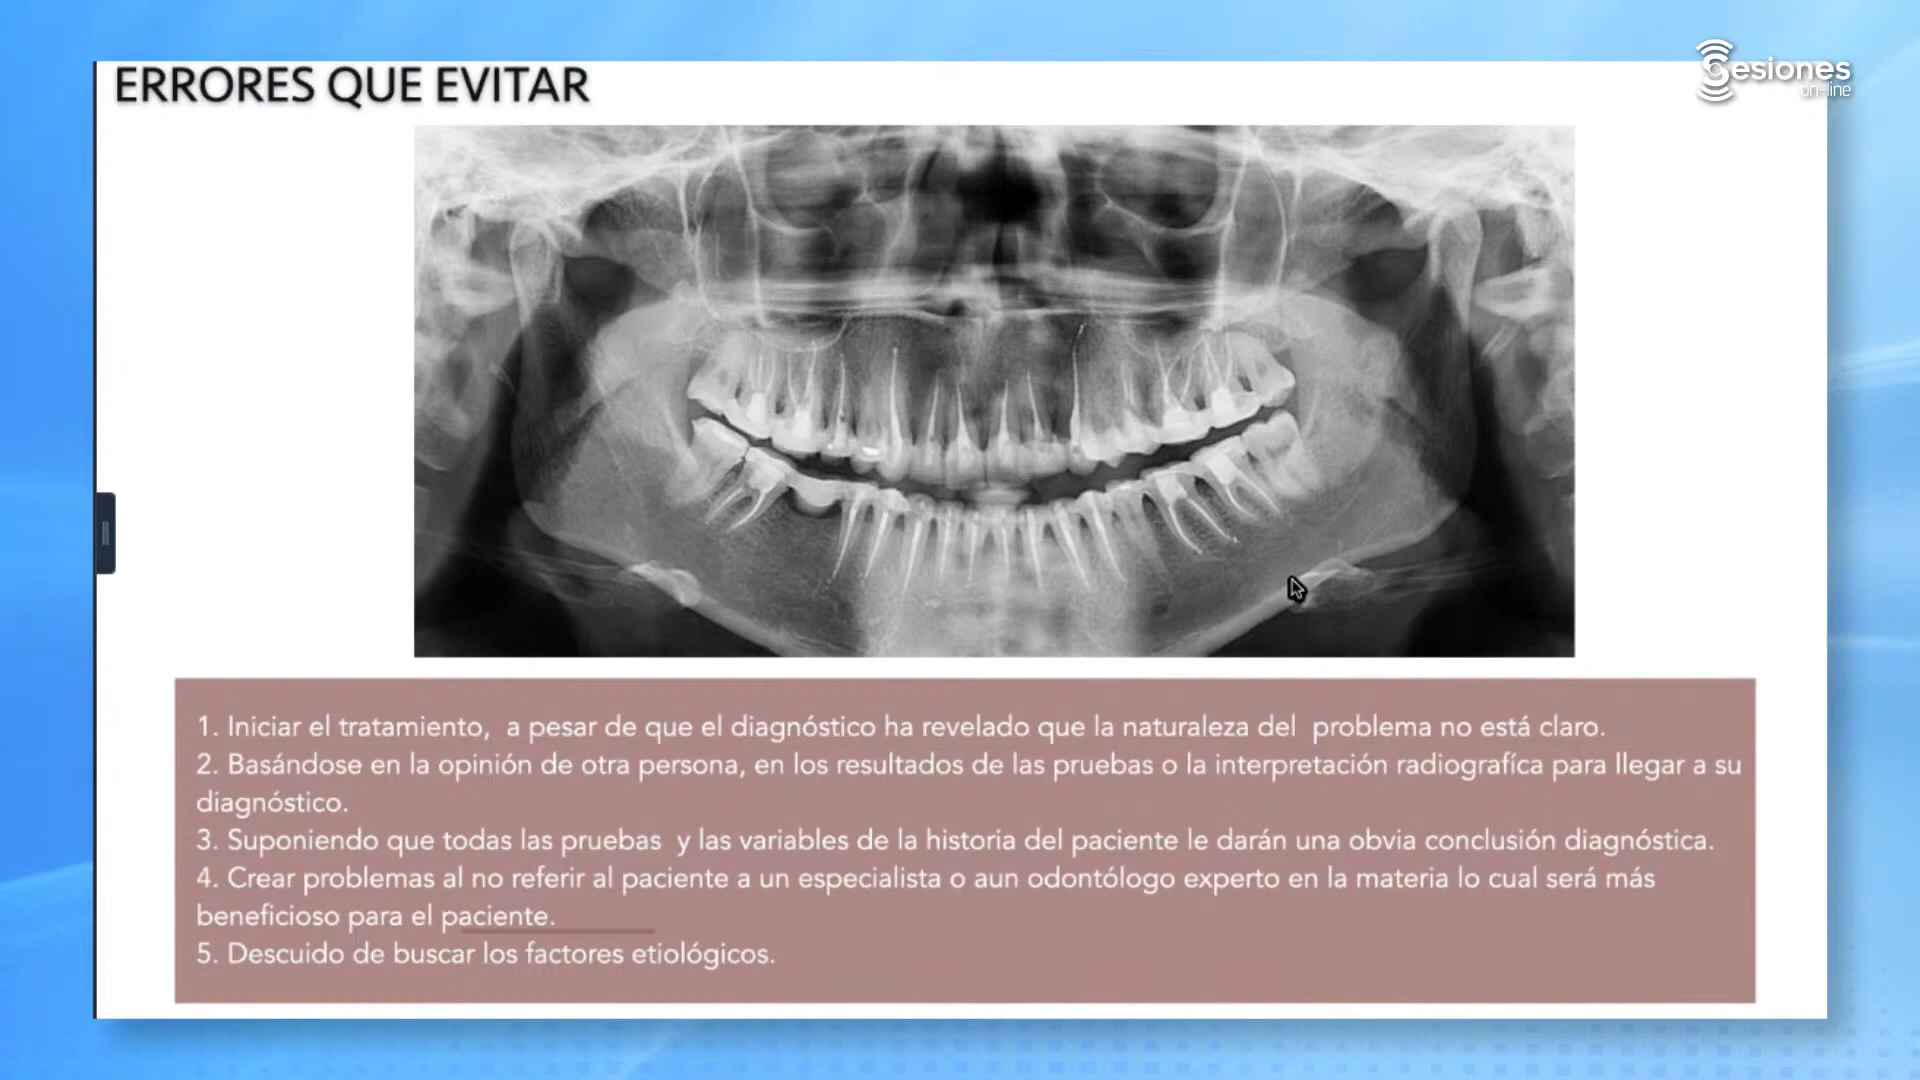 ERRORES QUE EVITAR
Sesiones
on-line
1. Iniciar el tratamiento, a pesar de que el diagnóstico ha revelado que la naturaleza del problema no está claro.
2. Basándose en la opinión de otra persona, en los resultados de las pruebas o la interpretación radiografíca para llegar a su
diagnóstico.
3. Suponiendo que todas las pruebas y las variables de la historia del paciente le darán una obvia conclusión diagnóstica.
4. Crear problemas al no referir al paciente a un especialista o aun odontólogo experto en la materia lo cual será más
beneficioso para el paciente.
5. Descuido de buscar los factores etiológicos.